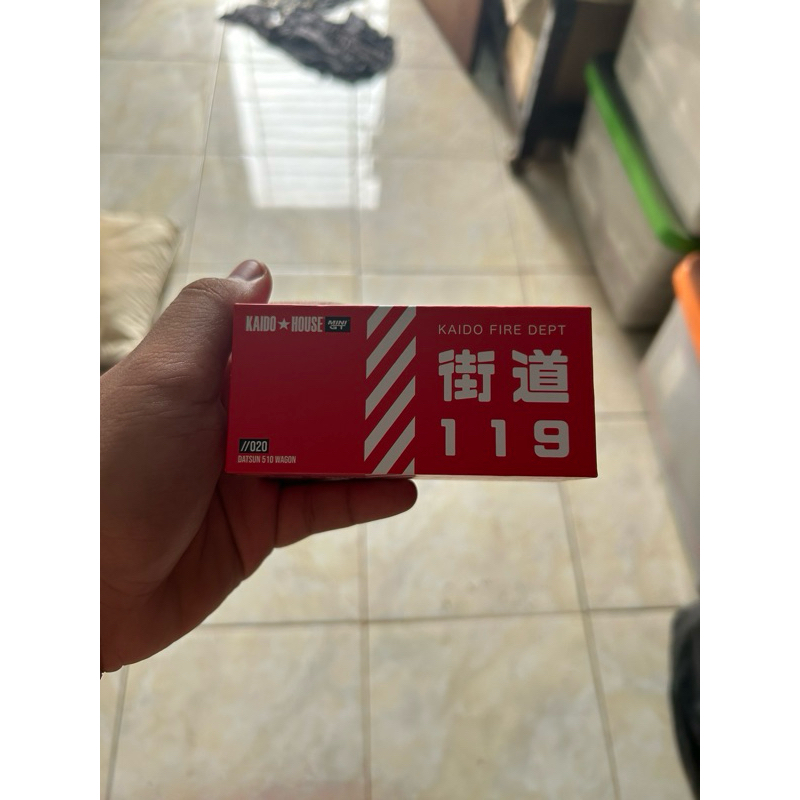 KAIDO★HOUSE MINI GT
//020
DATSUN 510 WAGON
KAIDO FIRE DEPT
街道
119